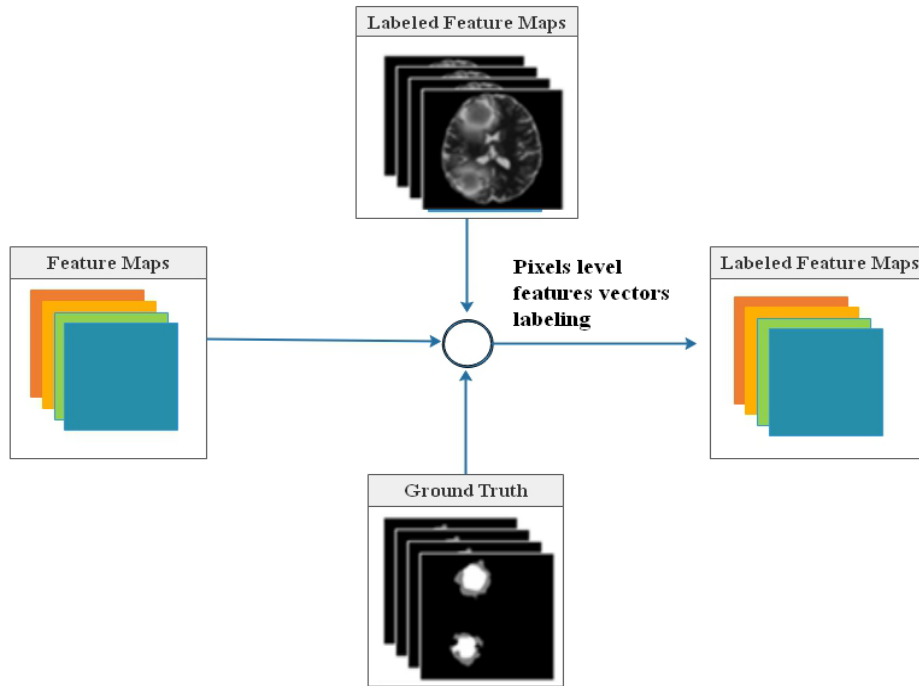 Labeled Feature Maps
Feature Maps
Pixels level
features vectors
labeling
Labeled Feature Maps
Ground Truth